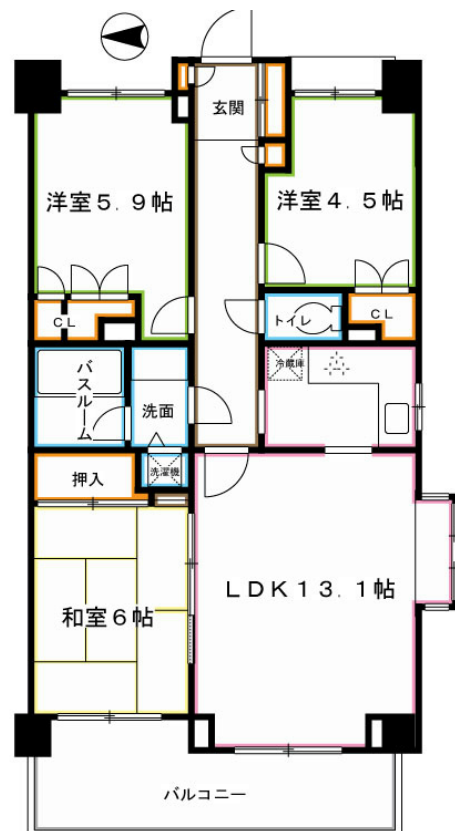 玄関
洋室5.9帖
洋室4.5帖
CL
トイレ
CL
バスルーム
洗面
冷蔵庫
洗濯機
押入
和室6帖
LDK13.1帖
バルコニー